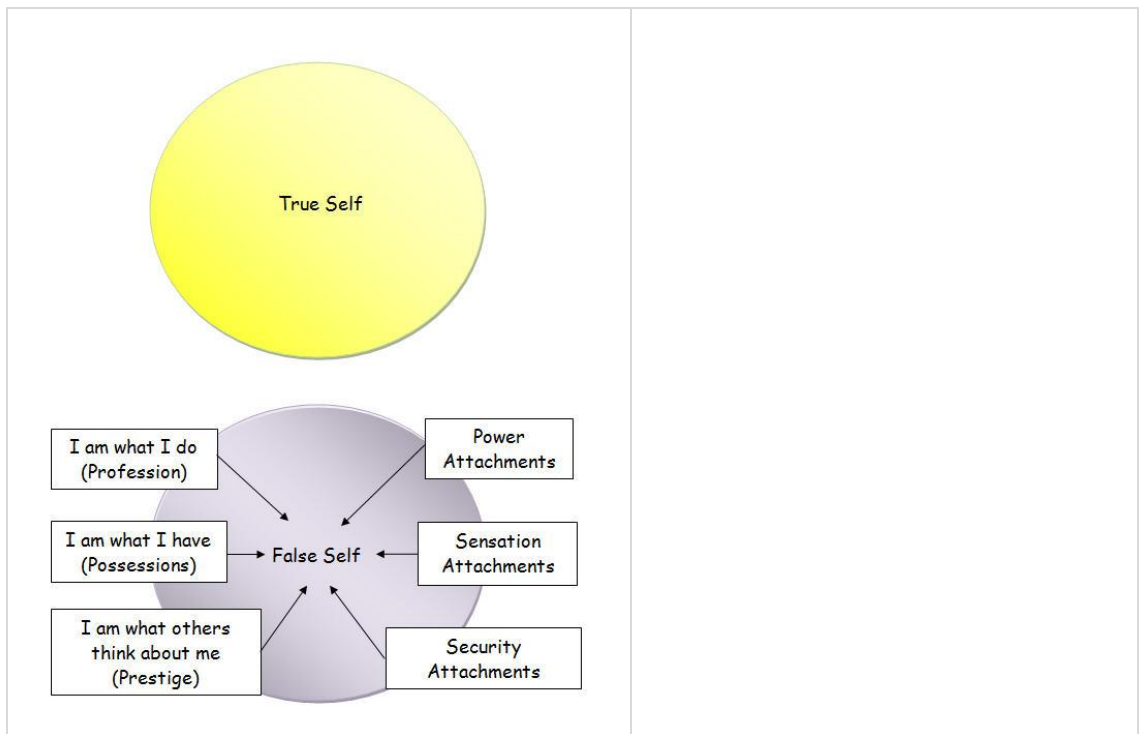 True Self
I am what I do
(Profession)
Power
Attachments
I am what I have
(Possessions)
False Self
Sensation
Attachments
I am what others
think about me
(Prestige)
Security
Attachments